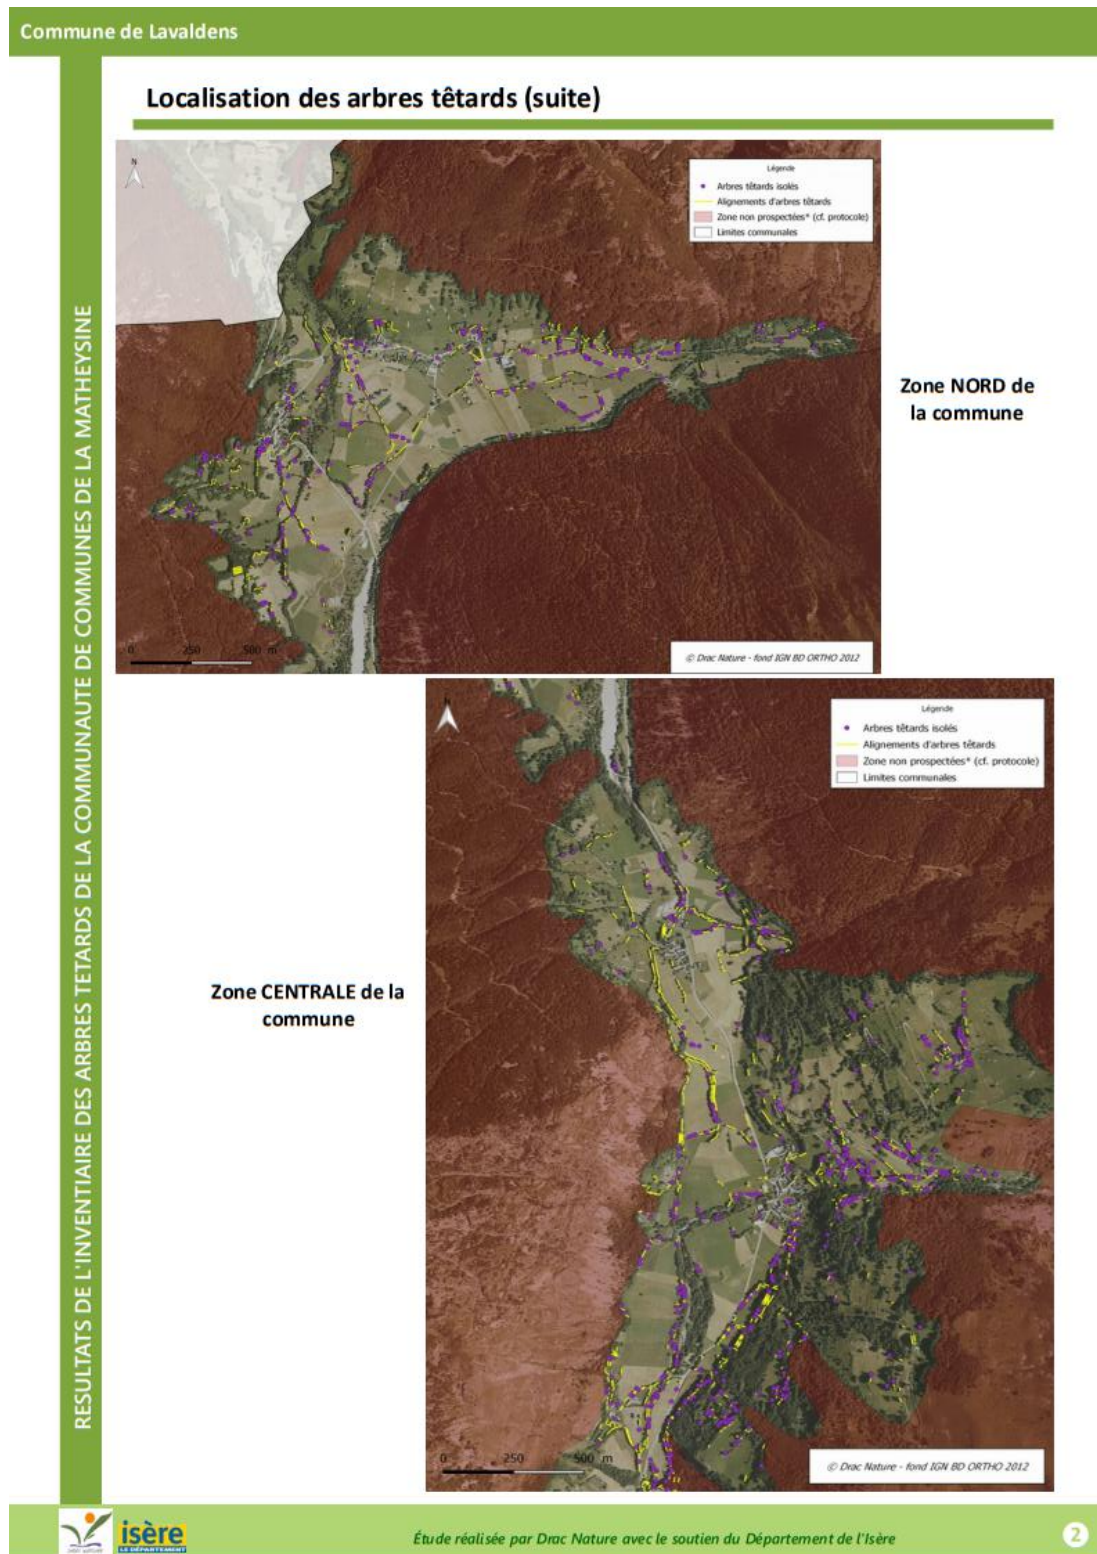 Commune de Lavaldens
Localisation des arbres têtards (suite)
RESULTATS DE L'INVENTAIRE DES ARBRES TETARDS DE LA COMMUNAUTE DE COMMUNES DE LA MATHEYSINE
N
Légende
Arbres têtards isolés
Alignements d'arbres têtards
Zone non prospectées* (cf. protocole)
Limites communales
0 250 500 m
© Drac Nature - fond IGN BD ORTHO 2012
Zone NORD de
la commune
Légende
Arbres têtards isolés
Alignements d'arbres têtards
Zone non prospectées* (cf. protocole)
Limites communales
Zone CENTRALE de la
commune
0 250 500 m
© Drac Nature - fond IGN BD ORTHO 2012
isère
LE DÉPARTEMENT
Étude réalisée par Drac Nature avec le soutien du Département de l'Isère
2